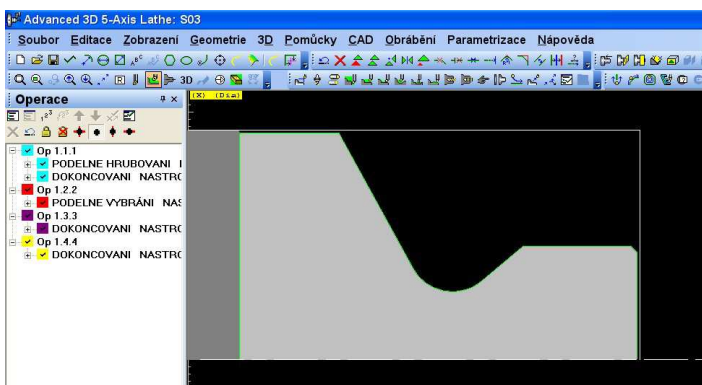 Advanced 3D 5-Axis Lathe: S03
Soubor Editace Zobrazení Geometrie 3D Pomůcky CAD Obrábění Parametrizace Nápověda
3D
Operace
(X) (Dia)
Op 1.1.1
PODELNE HRUBOVANI
DOKONCOVANI NASTRO
Op 1.2.2
PODELNE VYBRÁNI NAS
Op 1.3.3
DOKONCOVANI NASTRO
Op 1.4.4
DOKONCOVANI NASTRO